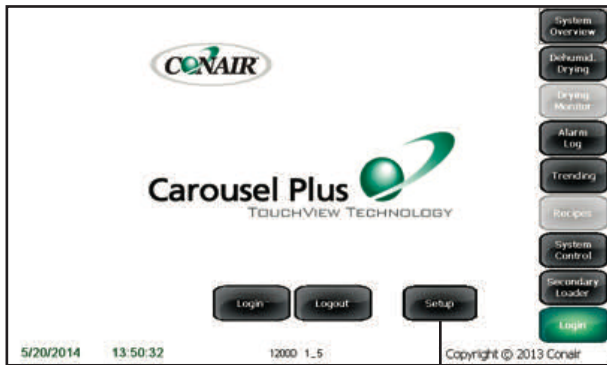 CONAIR
Carousel Plus
TOUCHVIEW TECHNOLOGY
Login Logout Setup
5/20/2014 13:50:32 12000 1_5 Copyright © 2013 Conair
System
Overview
Dehumid.
Drying
Drying
Monitor
Alarm
Log
Trending
Recipes
System
Control
Secondary
Loader
Login